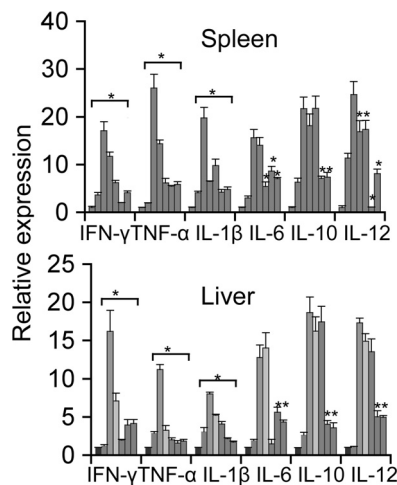 Spleen
Relative expression
40
30
20
10
0
* * * * * * ** ** * *
IFN-γ TNF-α IL-1β IL-6 IL-10 IL-12
Liver
25
20
15
10
5
0
* * * ** ** **
IFN-γ TNF-α IL-1β IL-6 IL-10 IL-12